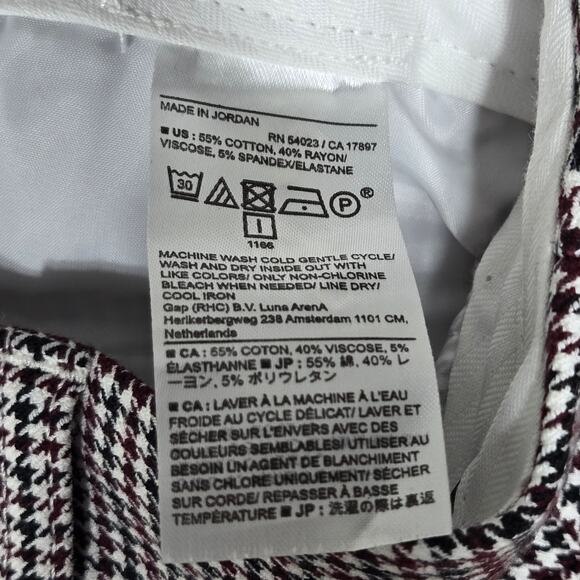 MADE IN JORDAN
RN 54023 / CA 17897
■ US : 55% COTTON, 40% RAYON/
VISCOSE, 5% SPANDEX/ELASTANE
30
P®
I
1166
MACHINE WASH COLD GENTLE CYCLE/
WASH AND DRY INSIDE OUT WITH
LIKE COLORS/ ONLY NON-CHLORINE
BLEACH WHEN NEEDED/ LINE DRY/
COOL IRON
Gap (RHC) B.V. Luna ArenA
Herikerbergweg 238 Amsterdam 1101 CM,
Netherlands
■ CA : 55% COTON, 40% VISCOSE, 5%
ÉLASTHANNE ■ JP : 55% 綿, 40% レ
ーヨン, 5% ポリウレタン
■ CA : LAVER À LA MACHINE À L'EAU
FROIDE AU CYCLE DÉLICAT/ LAVER ET
SÉCHER SUR L'ENVERS AVEC DES
COULEURS SEMBLABLES/ UTILISER AU
BESOIN UN AGENT DE BLANCHIMENT
SANS CHLORE UNIQUEMENT/ SÉCHER
SUR CORDE/ REPASSER À BASSE
TEMPÉRATURE ■ JP : 洗濯の際は裏返